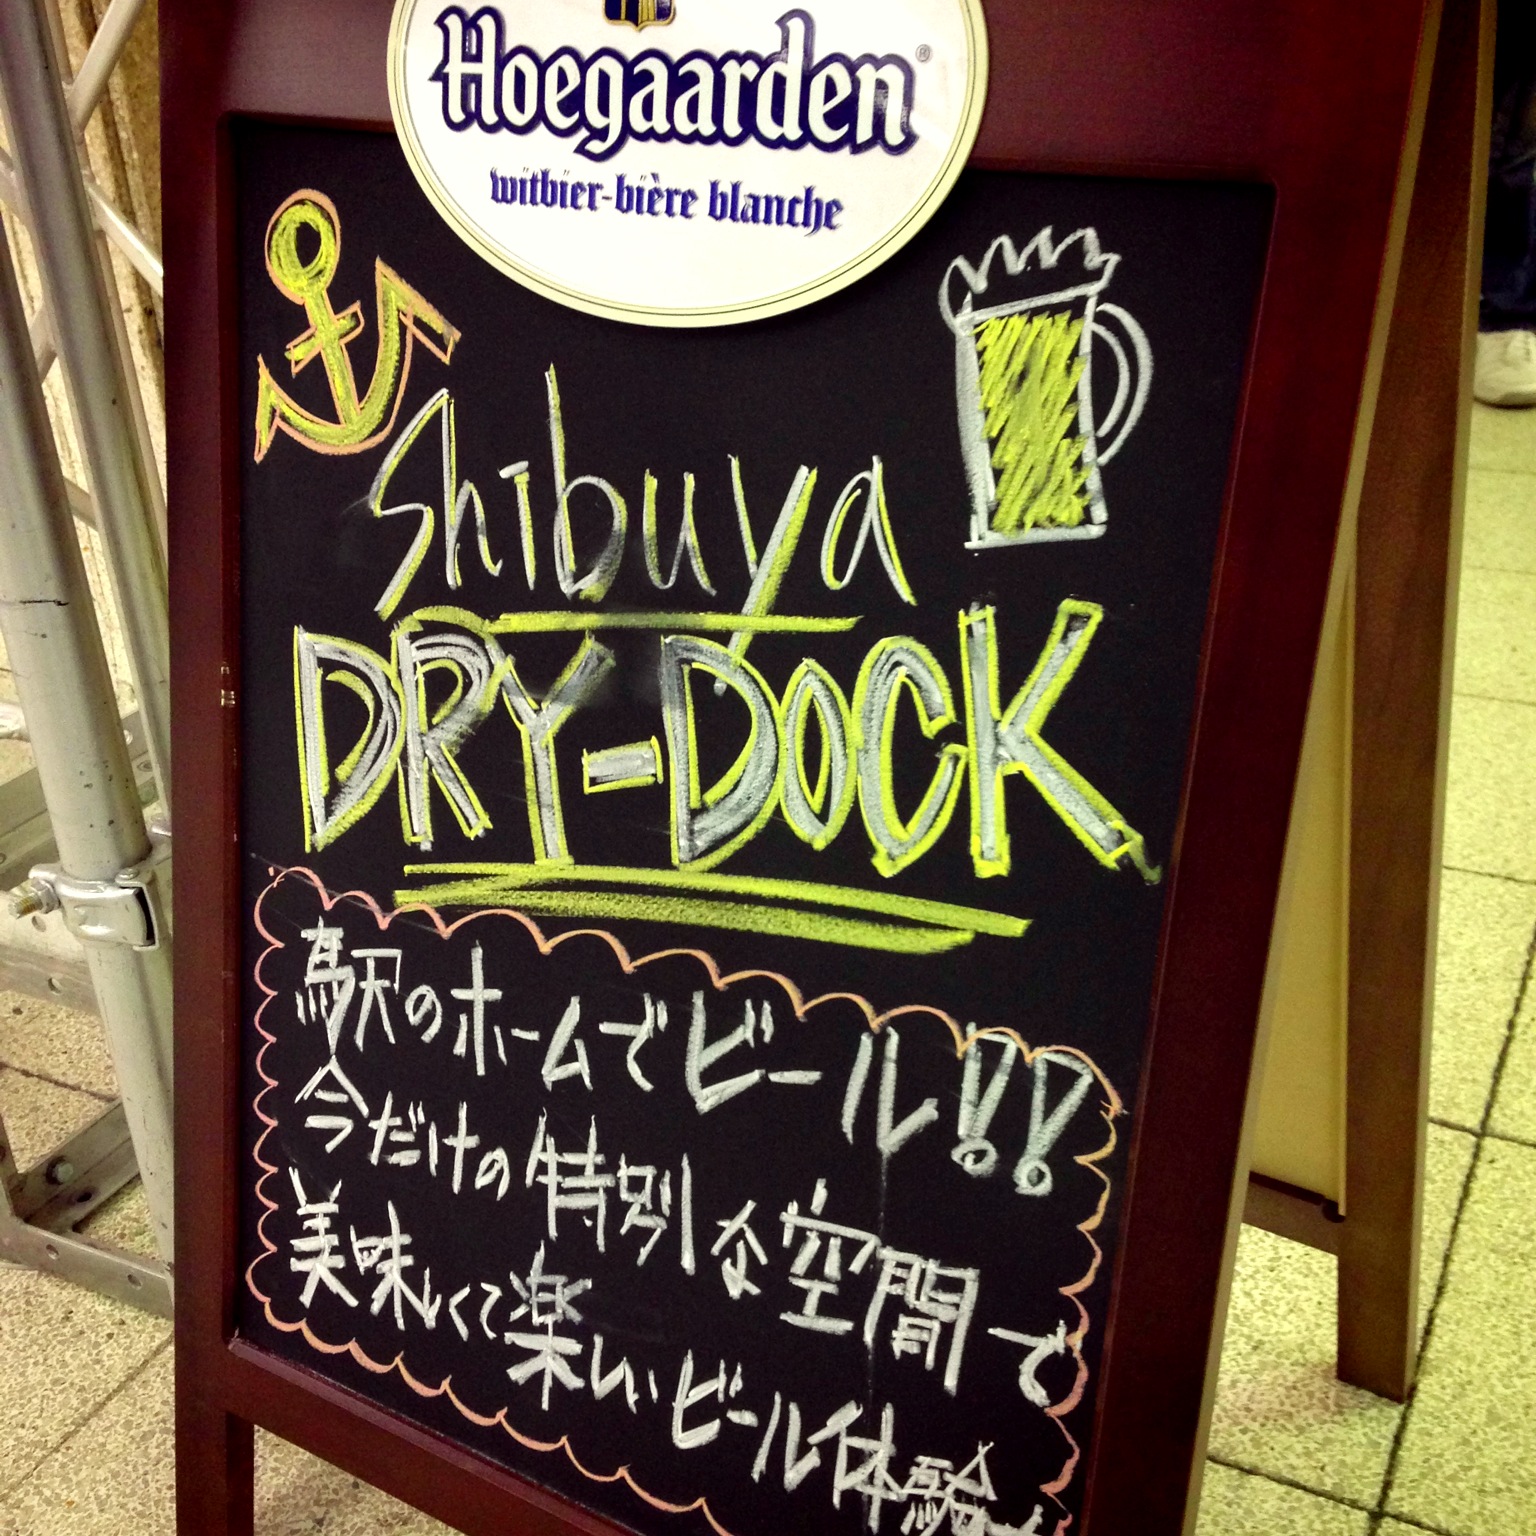 Hoegaarden®
witbier-bière blanche
Shibuya
DRY-DOCK
駅のホームでビール!!
今だけの特別な空間で
美味しくて楽しいビール体験